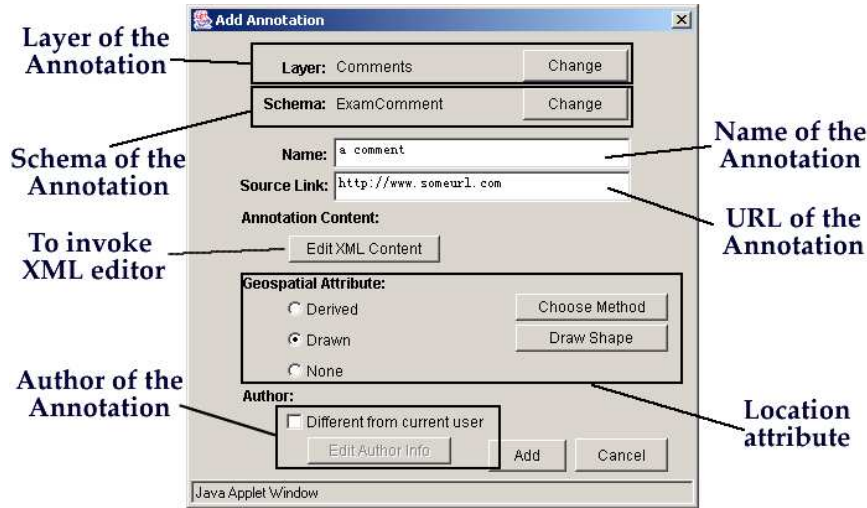 Add Annotation
Layer of the
Annotation
Layer: Comments Change
Schema: ExamComment Change
Schema of the
Annotation
Name: a comment
Name of the
Annotation
Source Link: http://www.someurl.com
URL of the
Annotation
Annotation Content:
To invoke
XML editor
Edit XML Content
Geospatial Attribute:
Derived Choose Method
Drawn Draw Shape
None
Location
attribute
Author of the
Annotation
Author:
Different from current user
Edit Author Info Add Cancel
Java Applet Window